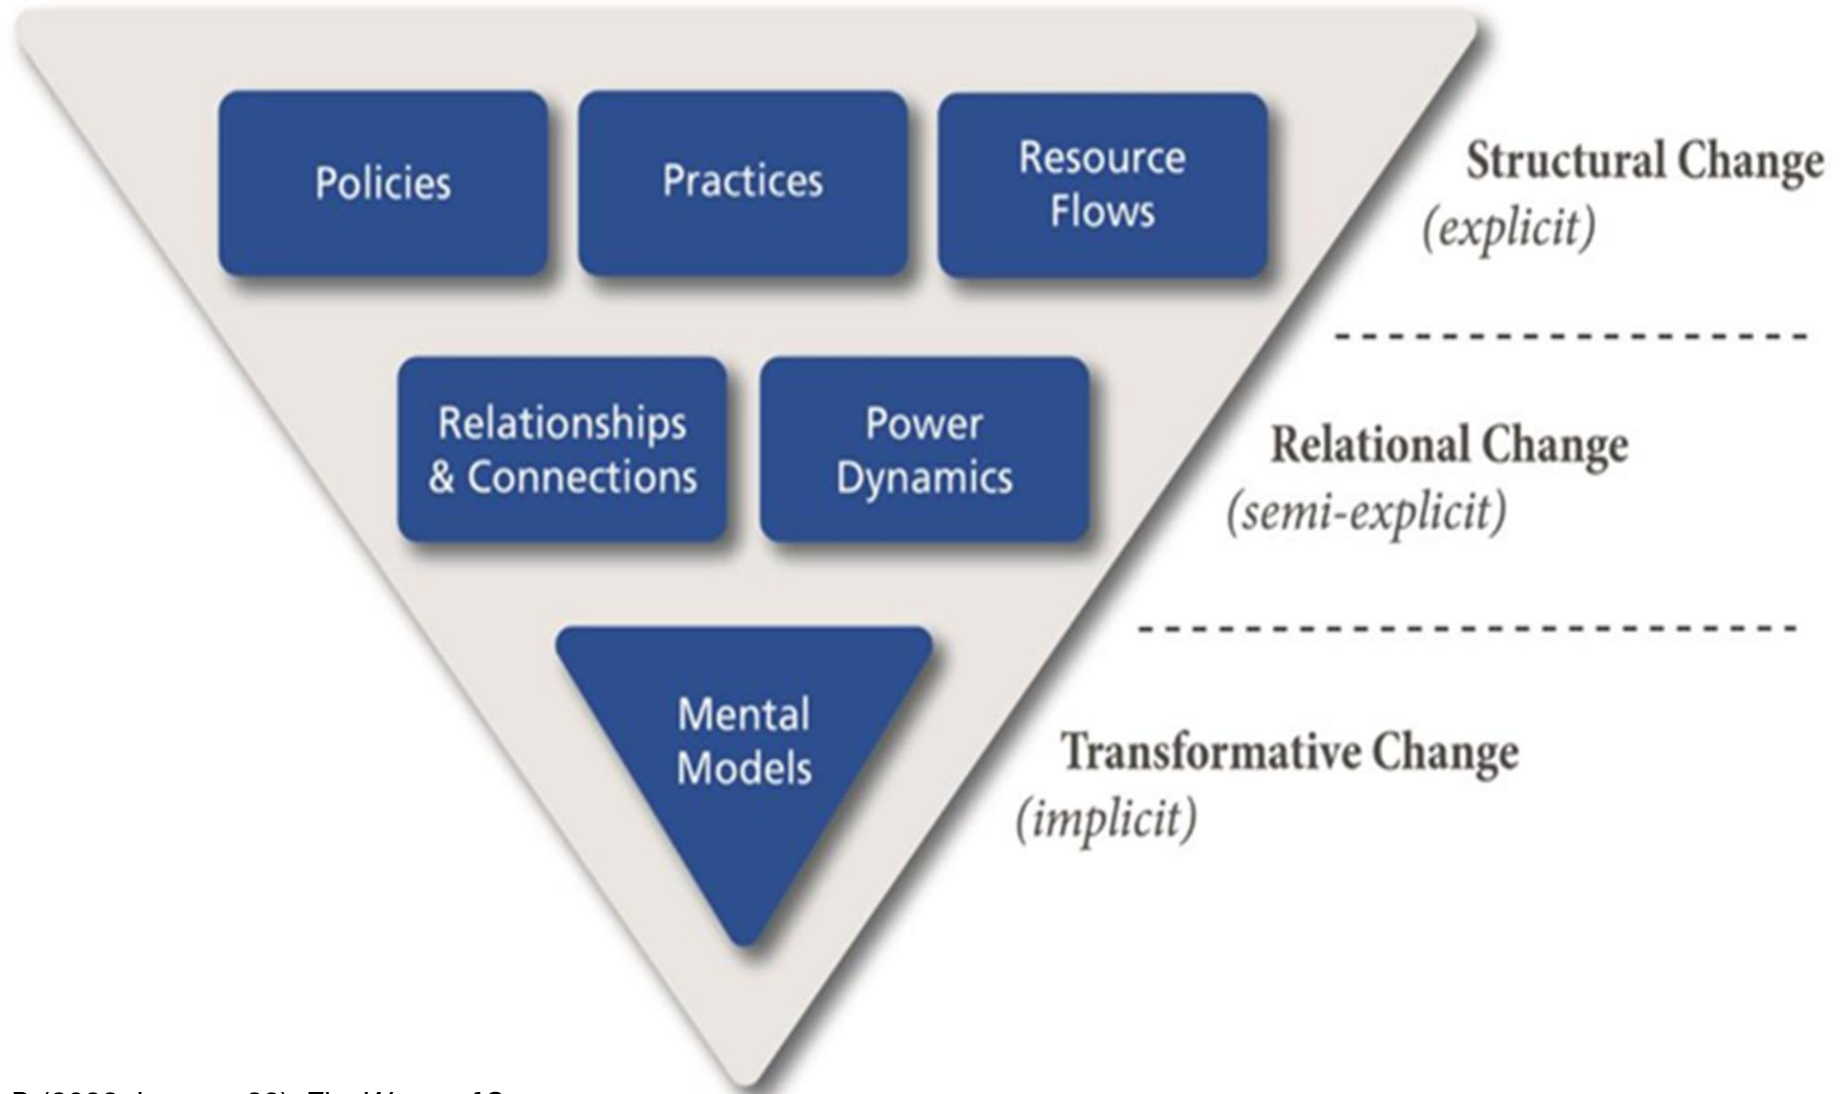 Policies
Practices
Resource
Flows
Structural Change
(explicit)
Relationships
& Connections
Power
Dynamics
Relational Change
(semi-explicit)
Mental
Models
Transformative Change
(implicit)